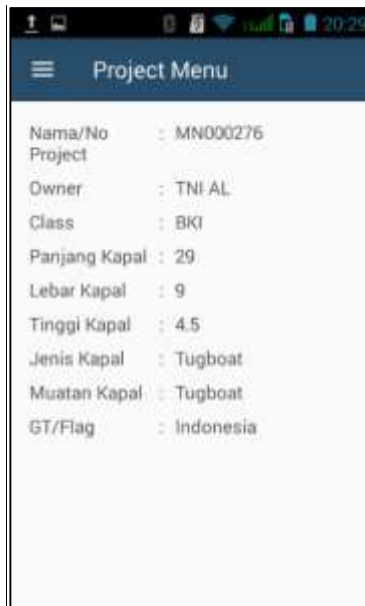 20:29
Project Menu
Nama/No : MN000276
Project
Owner : TNI AL
Class : BKI
Panjang Kapal : 29
Lebar Kapal : 9
Tinggi Kapal : 4.5
Jenis Kapal : Tugboat
Muatan Kapal : Tugboat
GT/Flag : Indonesia